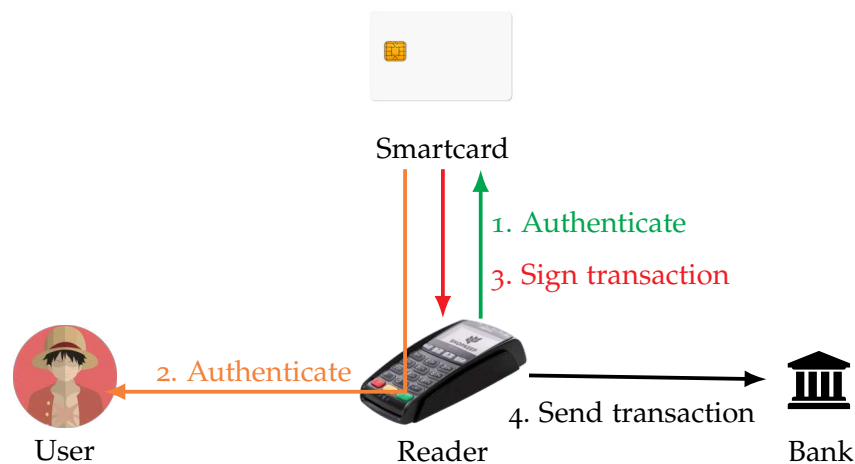 Smartcard
1. Authenticate
3. Sign transaction
2. Authenticate
4. Send transaction
User
Reader
Bank